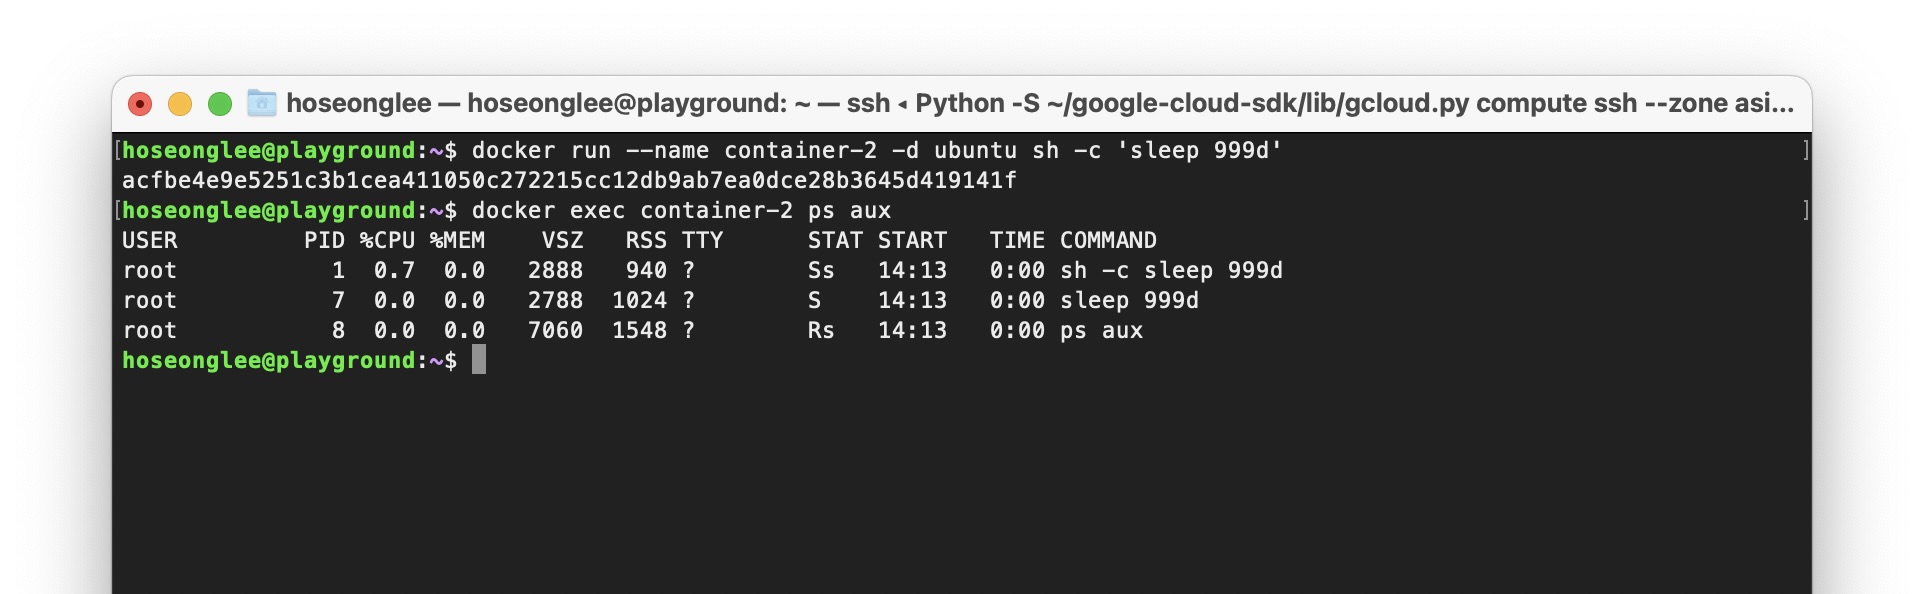 hoseonglee — hoseonglee@playground: ~ — ssh ◂ Python -S ~/google-cloud-sdk/lib/gcloud.py compute ssh --zone asi...
[hoseonglee@playground:~$ docker run --name container-2 -d ubuntu sh -c 'sleep 999d' ]
acfbe4e9e5251c3b1cea411050c272215cc12db9ab7ea0dce28b3645d419141f
[hoseonglee@playground:~$ docker exec container-2 ps aux ]
USER         PID %CPU %MEM    VSZ   RSS TTY      STAT START   TIME COMMAND
root           1  0.7  0.0   2888   940 ?        Ss   14:13   0:00 sh -c sleep 999d
root           7  0.0  0.0   2788  1024 ?        S    14:13   0:00 sleep 999d
root           8  0.0  0.0   7060  1548 ?        Rs   14:13   0:00 ps aux
hoseonglee@playground:~$